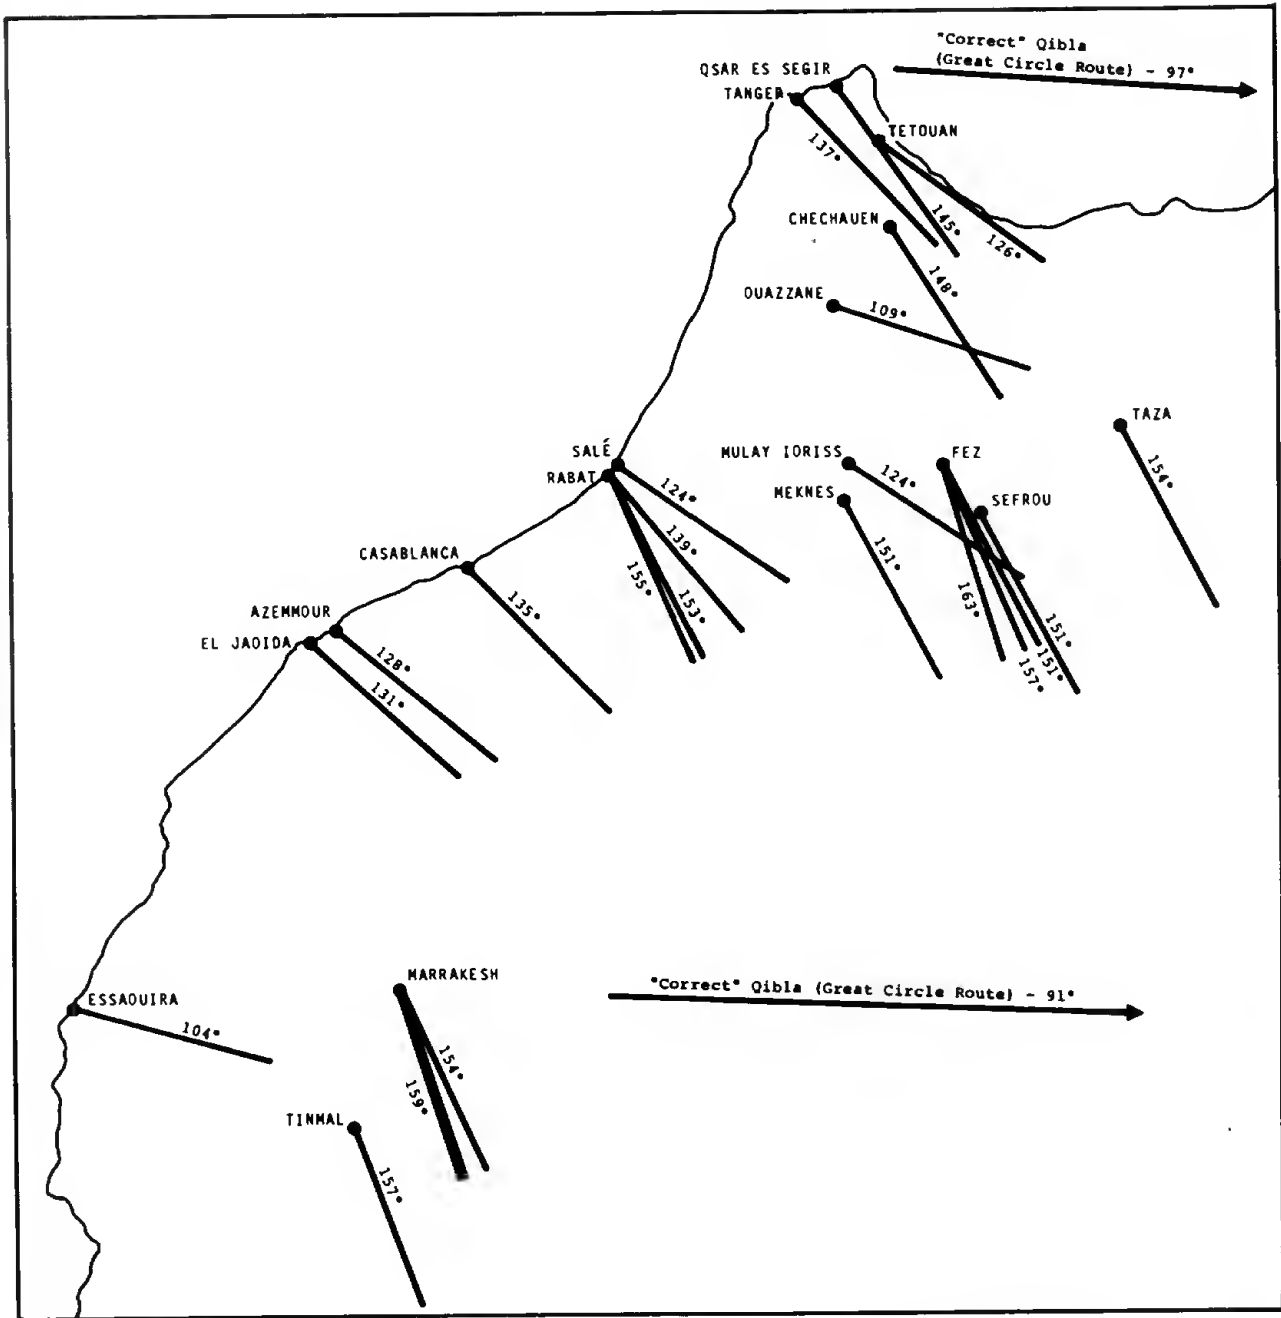 "Correct" Qibla
(Great Circle Route) - 97°
QSAR ES SEGIR
TANGER
TETOUAN
137°
145°
126°
CHECHAUEN
148°
OUAZZANE
109°
TAZA
154°
SALÉ
RABAT
124°
139°
153°
155°
MULAY IDRISS
124°
MEKNES
151°
FEZ
SEFROU
163°
151°
151°
157°
CASABLANCA
135°
AZEMMOUR
EL JADIDA
128°
131°
MARRAKESH
"Correct" Qibla (Great Circle Route) - 91°
ESSAOUIRA
104°
154°
159°
TINMAL
157°